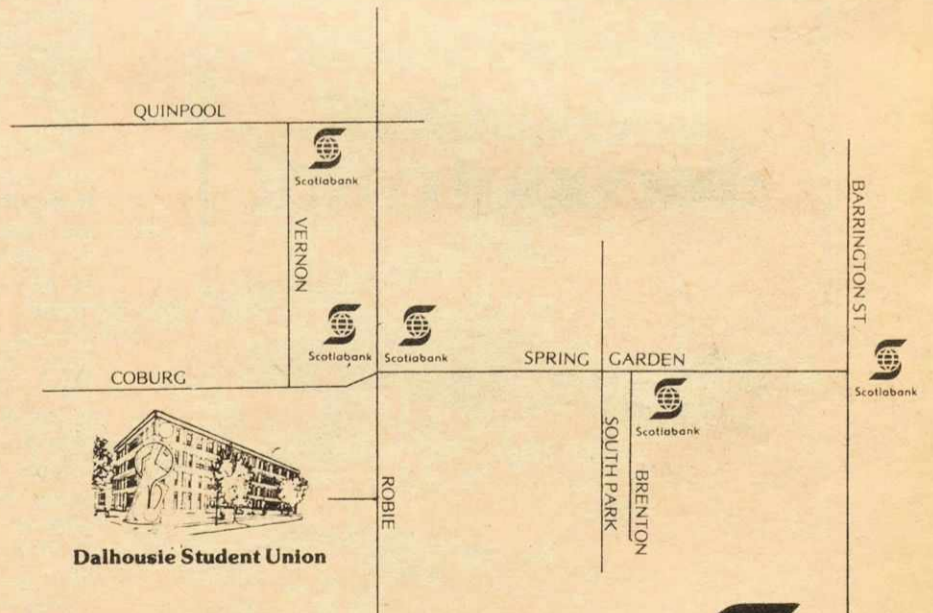 QUINPOOL
Scotiabank
VERNON
BARRINGTON ST.
Scotiabank
Scotiabank
SPRING GARDEN
Scotiabank
COBURG
Scotiabank
SOUTH PARK
BRENTON
ROBIE
Dalhousie Student Union